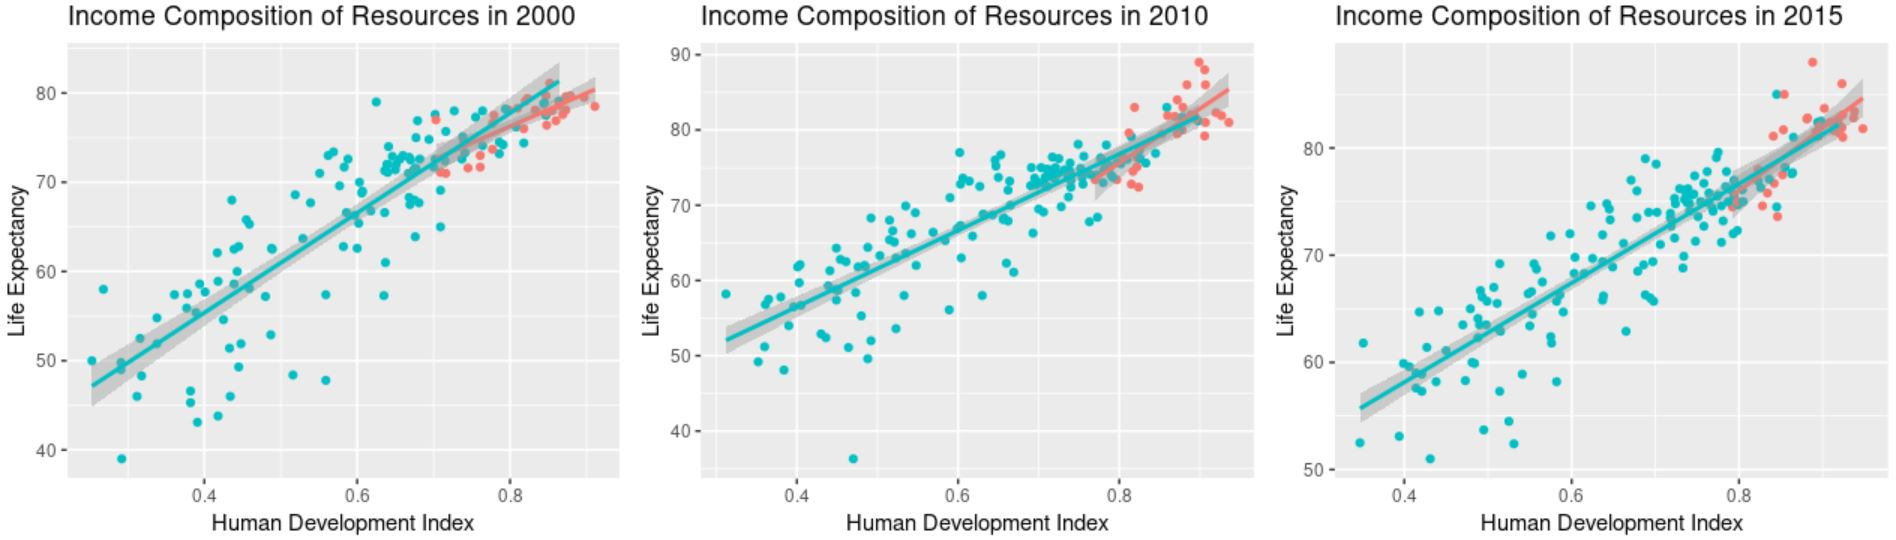 Income Composition of Resources in 2000
80
70
60
50
40
Life Expectancy
0.4 0.6 0.8
Human Development Index
Income Composition of Resources in 2010
90
80
70
60
50
40
Life Expectancy
0.4 0.6 0.8
Human Development Index
Income Composition of Resources in 2015
80
70
60
50
Life Expectancy
0.4 0.6 0.8
Human Development Index